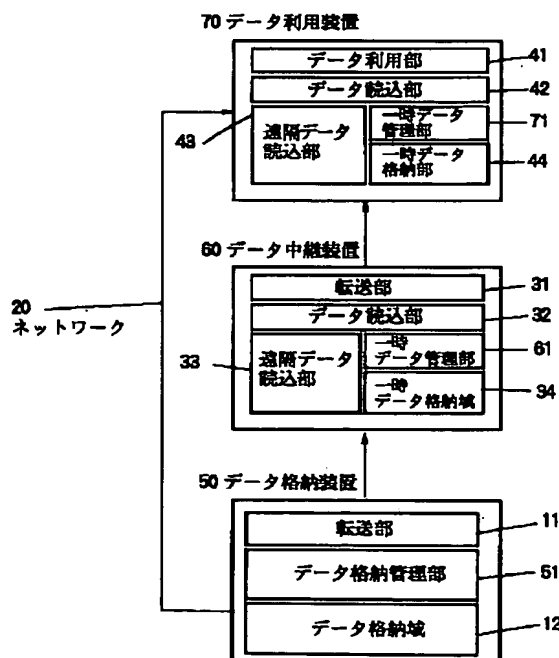 70 データ利用装置
データ利用部
41
データ読込部
42
43
遠隔データ
読込部
一時データ
管理部
71
一時データ
格納部
44
60 データ中継装置
転送部
31
データ読込部
32
20
ネットワーク
33
遠隔データ
読込部
一時
データ管理部
61
一時
データ格納域
34
50 データ格納装置
転送部
11
データ格納管理部
51
データ格納域
12